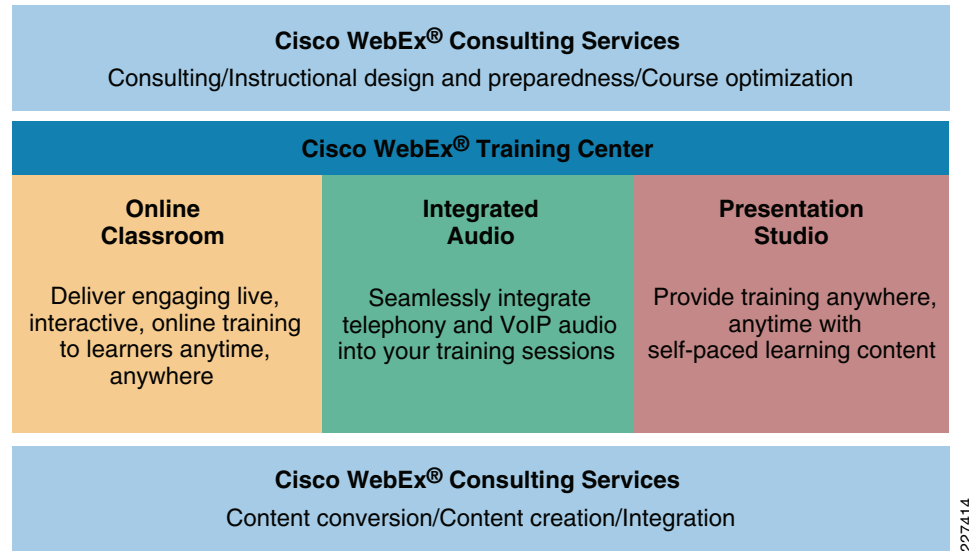 Cisco WebEx® Consulting Services
Consulting/Instructional design and preparedness/Course optimization
Cisco WebEx® Training Center
Online
Classroom
Deliver engaging live,
interactive, online training
to learners anytime,
anywhere
Integrated
Audio
Seamlessly integrate
telephony and VoIP audio
into your training sessions
Presentation
Studio
Provide training anywhere,
anytime with
self-paced learning content
Cisco WebEx® Consulting Services
Content conversion/Content creation/Integration
227414